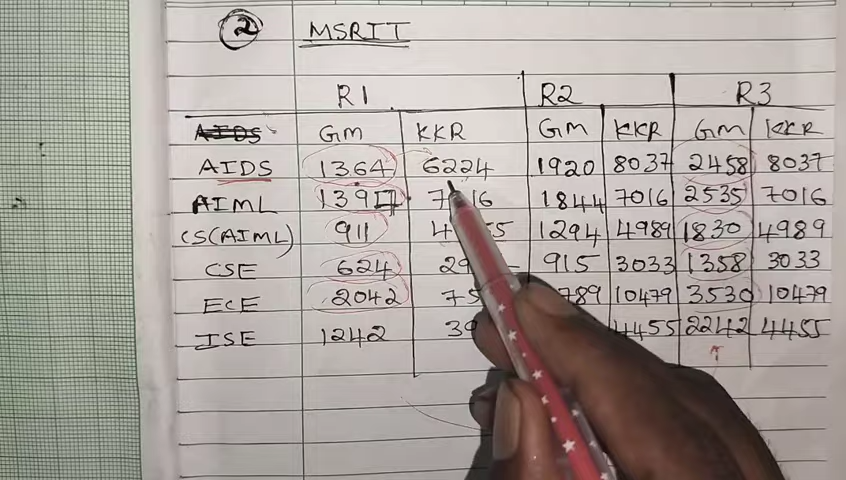 2 MSRIT
R1 R2 R3
GM KKR GM KKR GM KKR
AIDS 1364 6224 1920 8037 2458 8037
AIML 7016 1844 7016 2535 7016
CS(AIML) 911 1294 4989 1830 4989
CSE 624 915 3033 1358 3033
ECE 2042 10479 3530 10479
ISE 1242 4455 2242 4455